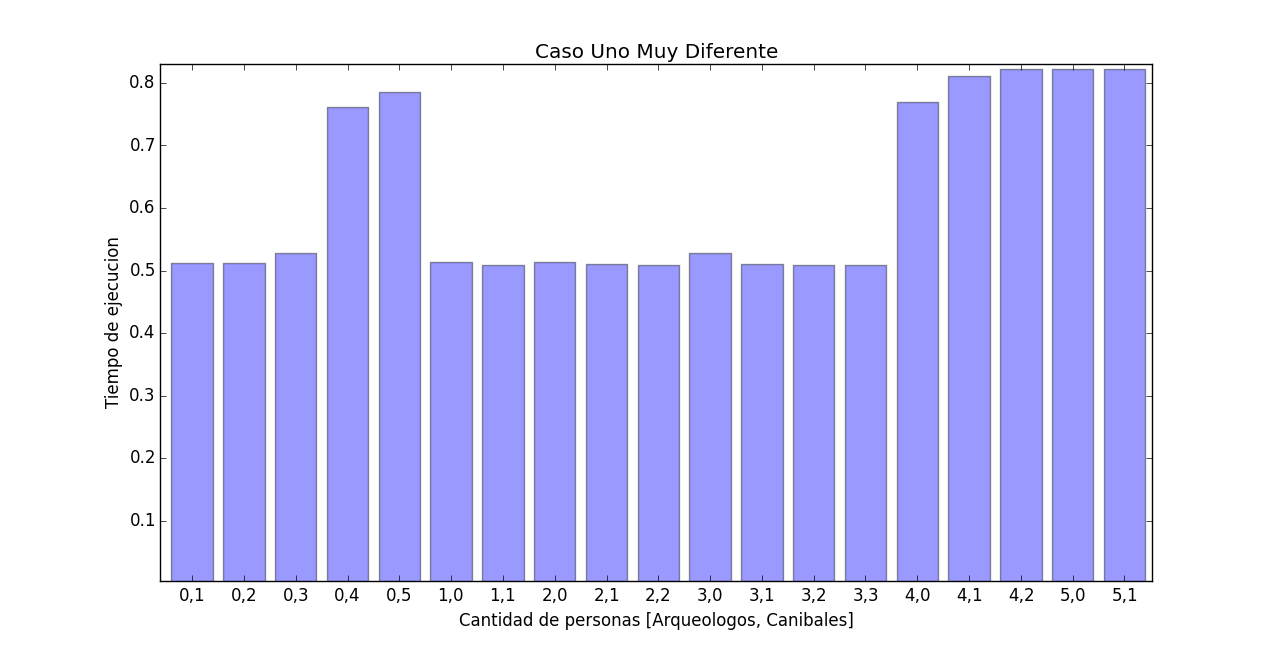 Caso Uno Muy Diferente
0.8
0.7
0.6
0.5
0.4
0.3
0.2
0.1
Tiempo de ejecucion
0,1 0,2 0,3 0,4 0,5 1,0 1,1 2,0 2,1 2,2 3,0 3,1 3,2 3,3 4,0 4,1 4,2 5,0 5,1
Cantidad de personas [Arqueologos, Canibales]